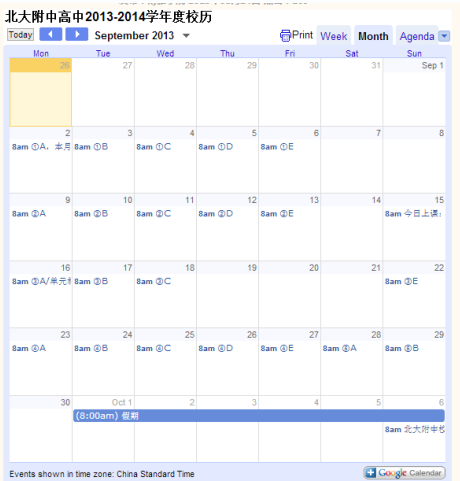 北大附中高中2013-2014学年度校历
Today September 2013 Print Week Month Agenda
Mon Tue Wed Thu Fri Sat Sun
26 27 28 29 30 31 Sep 1
2 3 4 5 6 7 8
8am ①A、本月 8am ①B 8am ①C 8am ①D 8am ①E
9 10 11 12 13 14 15
8am ②A 8am ②B 8am ②C 8am ②D 8am ②E 8am 今日上课:
16 17 18 19 20 21 22
8am ③A/单元 8am ③B 8am ③C 8am ③E
23 24 25 26 27 28 29
8am ④A 8am ④B 8am ④C 8am ④D 8am ④E 8am ⑤A 8am ⑤B
30 Oct 1 2 3 4 5 6
(8:00am) 假期
8am 北大附中校
Events shown in time zone: China Standard Time
Google Calendar